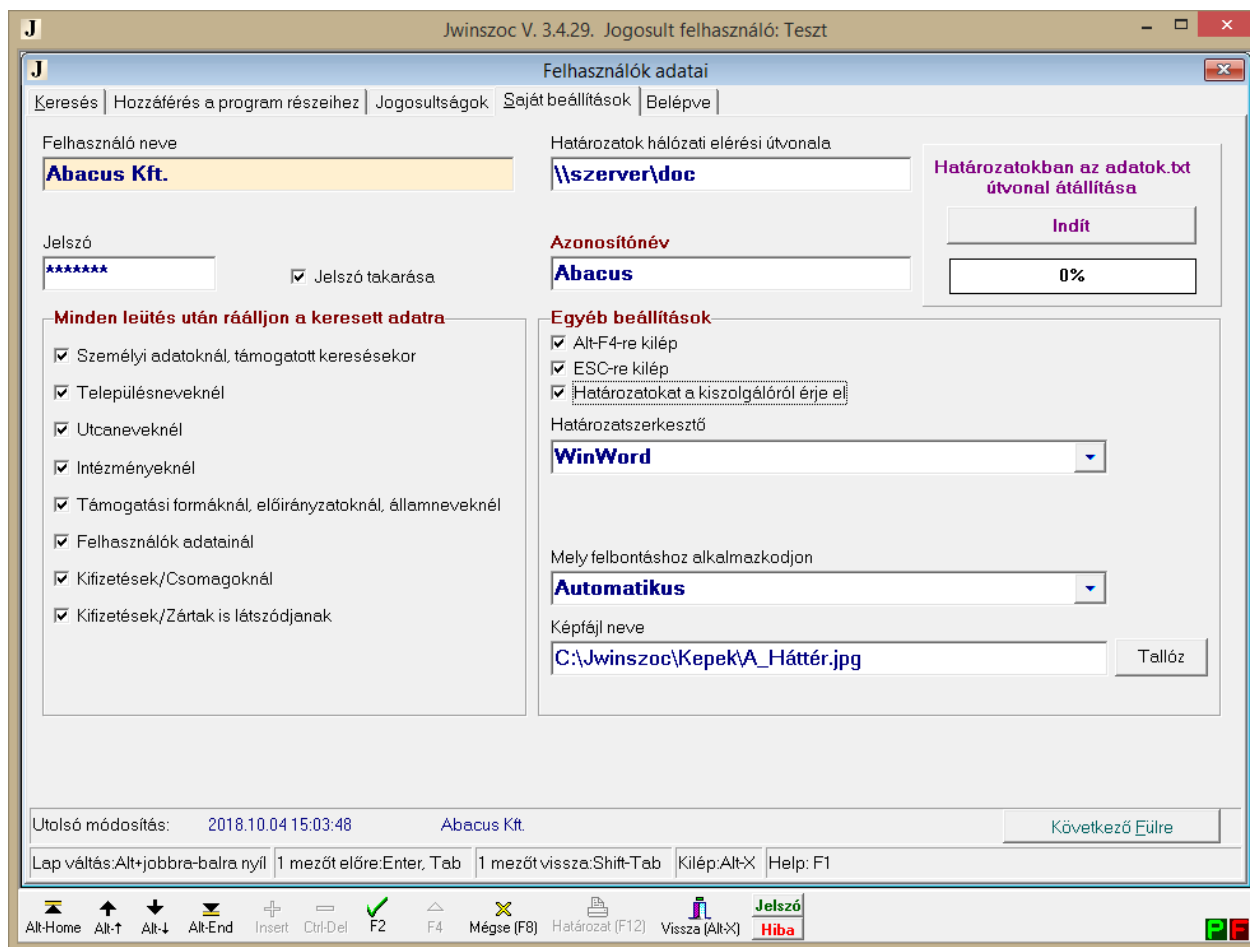 J Jwinszoc V. 3.4.29. Jogosult felhasználó: Teszt
J Felhasználók adatai
Keresés Hozzáférés a program részeihez Jogosultságok Saját beállítások Belépve
Felhasználó neve
Abacus Kft.
Határozatok hálózati elérési útvonala
\\szerver\doc
Határozatokban az adatok.txt
útvonal átállítása
Indít
0%
Jelszó
*******
Jelszó takarása
Azonosítónév
Abacus
Minden leütés után ráálljon a keresett adatra
Személyi adatoknál, támogatott keresésekor
Településneveknél
Utcaneveknél
Intézményeknél
Támogatási formáknál, előirányzatoknál, államneveknél
Felhasználók adatainál
Kifizetések/Csomagoknál
Kifizetések/Zártak is látszódjanak
Egyéb beállítások
Alt-F4-re kilép
ESC-re kilép
Határozatokat a kiszolgálóról érje el
Határozatszerkesztő
WinWord
Mely felbontáshoz alkalmazkodjon
Automatikus
Képfájl neve
C:\Jwinszoc\Kepek\A_Háttér.jpg
Tallóz
Utolsó módosítás: 2018.10.04 15:03:48 Abacus Kft.
Következő Fülre
Lap váltás:Alt+jobbra-balra nyíl 1 mezőt előre:Enter, Tab 1 mezőt vissza:Shift-Tab Kilép:Alt-X Help: F1
Alt-Home Alt-↑ Alt-↓ Alt-End Insert Ctrl-Del F2 F4 Mégse (F8) Határozat (F12) Vissza (Alt-X)
Jelszó
Hiba
P F